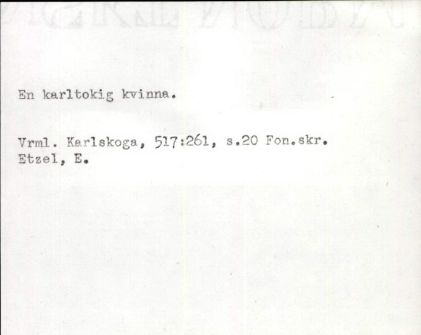 En karltokig kvinna.
Vrml. Karlskoga, 517:261, s.20 Fon.skr.
Etzel, E.